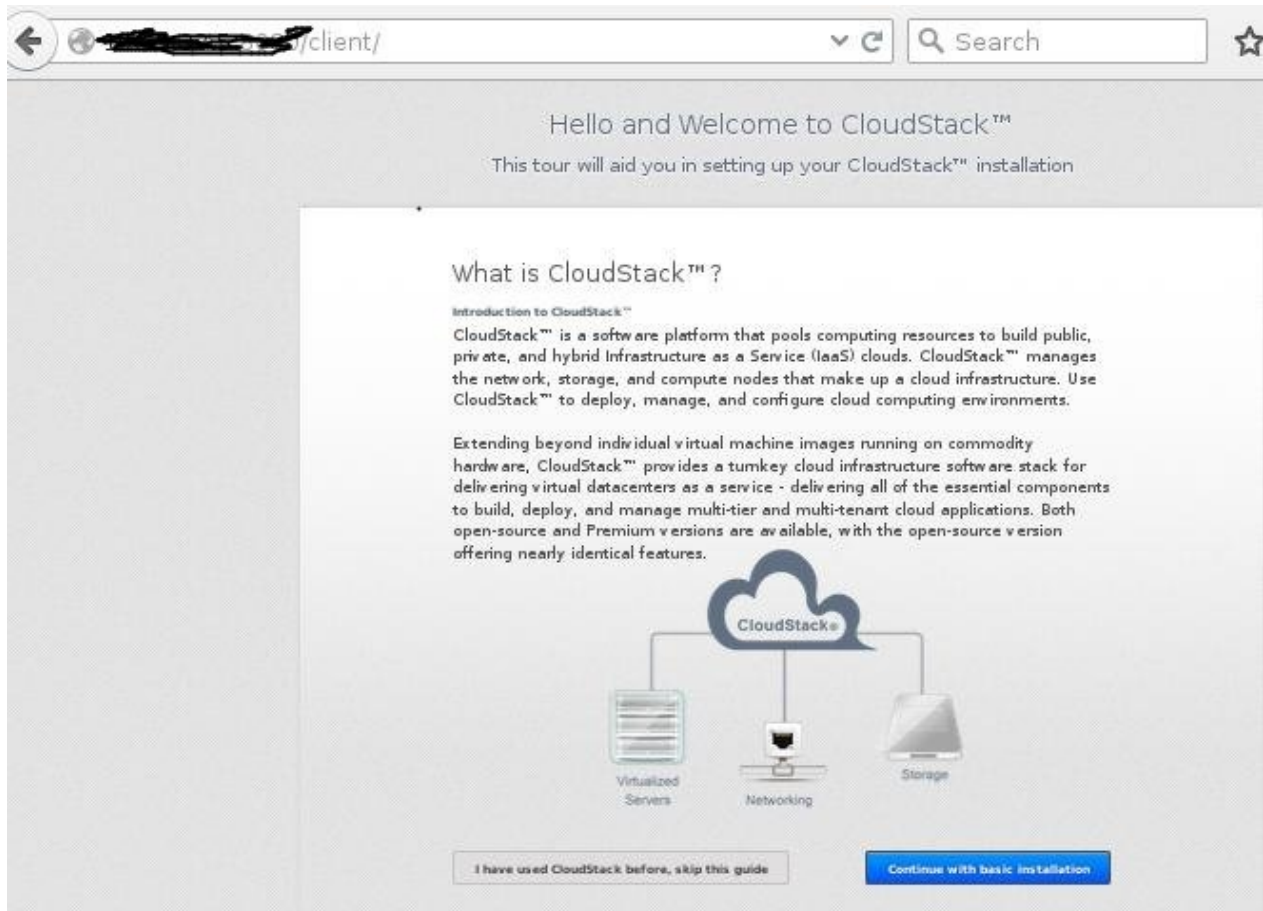 /client/
Search
Hello and Welcome to CloudStack™
This tour will aid you in setting up your CloudStack™ installation
What is CloudStack™?
Introduction to CloudStack™
CloudStack™ is a software platform that pools computing resources to build public,
private, and hybrid Infrastructure as a Service (IaaS) clouds. CloudStack™ manages
the network, storage, and compute nodes that make up a cloud infrastructure. Use
CloudStack™ to deploy, manage, and configure cloud computing environments.
Extending beyond individual virtual machine images running on commodity
hardware, CloudStack™ provides a turnkey cloud infrastructure software stack for
delivering virtual datacenters as a service - delivering all of the essential components
to build, deploy, and manage multi-tier and multi-tenant cloud applications. Both
open-source and Premium versions are available, with the open-source version
offering nearly identical features.
CloudStack®
Virtualized
Servers
Networking
Storage
I have used CloudStack before, skip this guide
Continue with basic installation